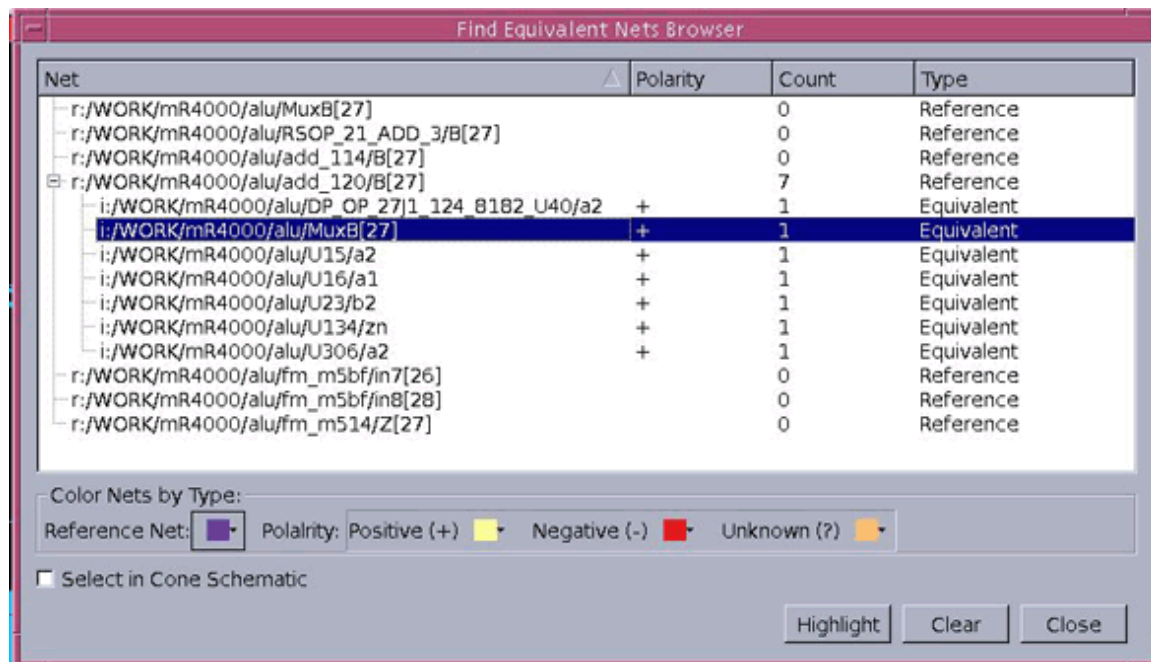 Find Equivalent Nets Browser
Net Polarity Count Type
r:/WORK/mR4000/alu/MuxB[27] 0 Reference
r:/WORK/mR4000/alu/RSOP_21_ADD_3/B[27] 0 Reference
r:/WORK/mR4000/alu/add_114/B[27] 0 Reference
r:/WORK/mR4000/alu/add_120/B[27] 7 Reference
i:/WORK/mR4000/alu/DP_OP_27J1_124_8182_U40/a2 + 1 Equivalent
i:/WORK/mR4000/alu/MuxB[27] + 1 Equivalent
i:/WORK/mR4000/alu/U15/a2 + 1 Equivalent
i:/WORK/mR4000/alu/U16/a1 + 1 Equivalent
i:/WORK/mR4000/alu/U23/b2 + 1 Equivalent
i:/WORK/mR4000/alu/U134/zn + 1 Equivalent
i:/WORK/mR4000/alu/U306/a2 + 1 Equivalent
r:/WORK/mR4000/alu/fm_m5bf/in7[26] 0 Reference
r:/WORK/mR4000/alu/fm_m5bf/in8[28] 0 Reference
r:/WORK/mR4000/alu/fm_m514/Z[27] 0 Reference
Color Nets by Type:
Reference Net: Polalrity: Positive (+) Negative (-) Unknown (?)
Select in Cone Schematic
Highlight Clear Close